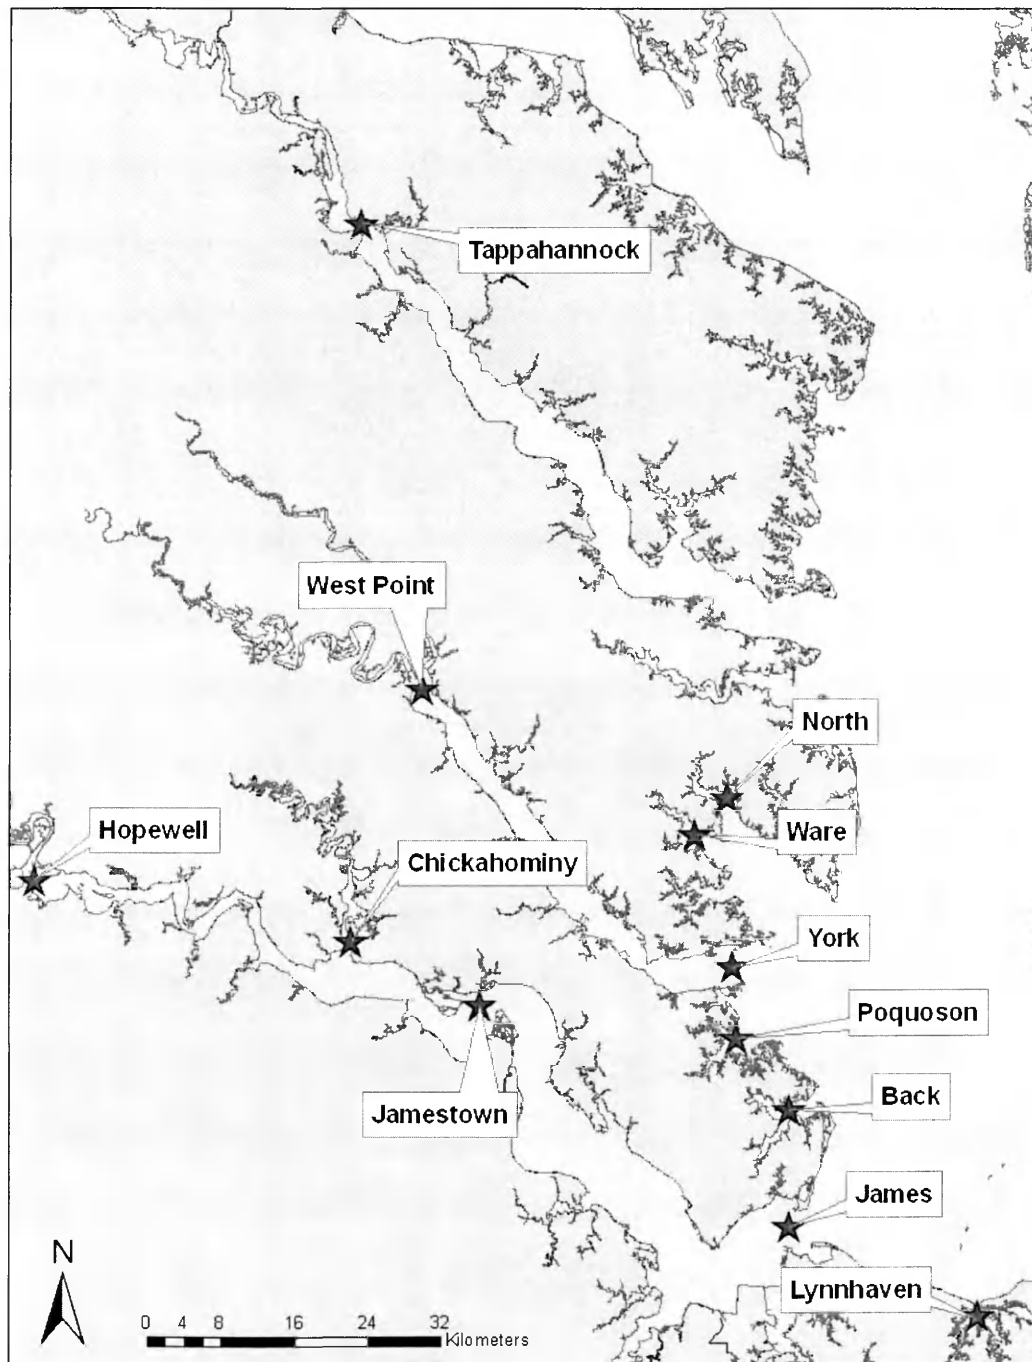 Tappahannock
West Point
North
Hopewell
Ware
Chickahominy
York
Poquoson
Back
Jamestown
James
N
Lynnhaven
0 4 8 16 24 32
Kilometers